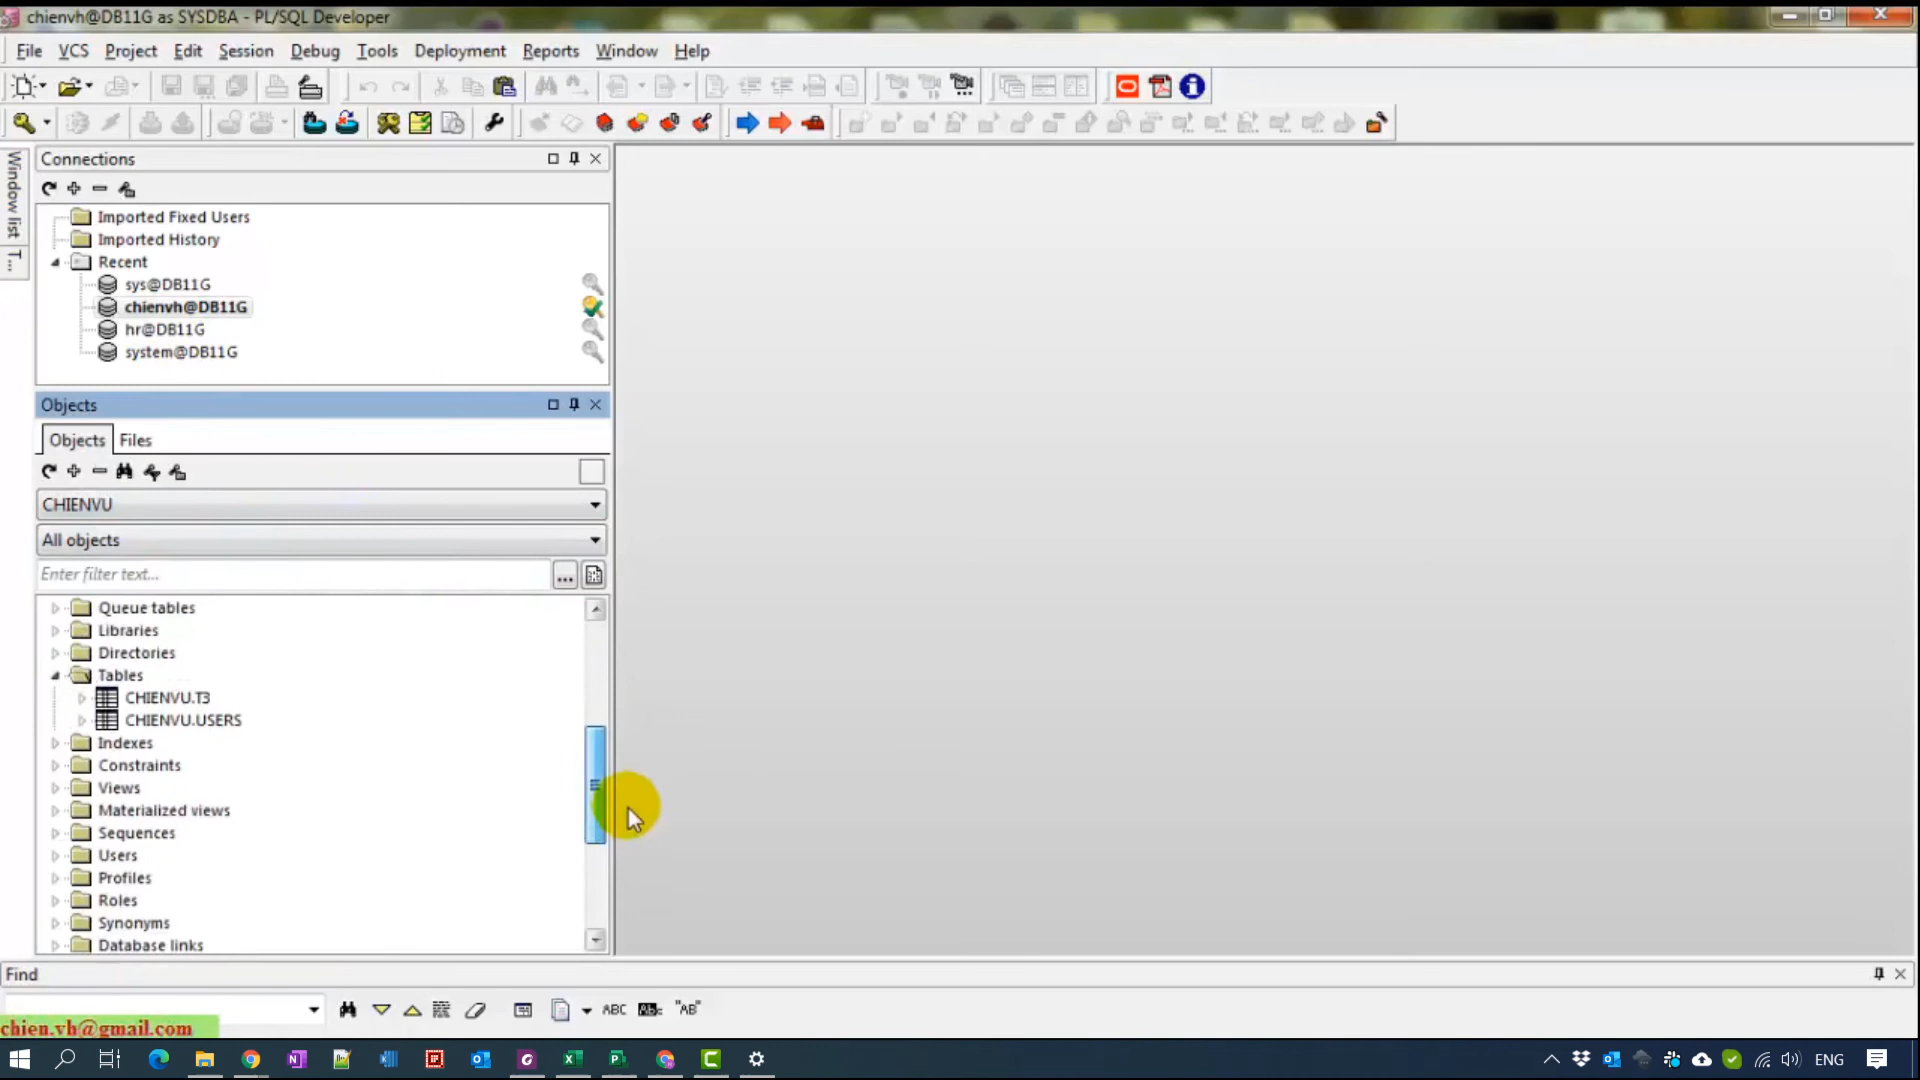 chienvh@DB11G as SYSDBA - PL/SQL Developer
File VCS Project Edit Session Debug Tools Deployment Reports Window Help
Window list
T...
Connections
Imported Fixed Users
Imported History
Recent
sys@DB11G
chienvh@DB11G
hr@DB11G
system@DB11G
Objects
Objects Files
CHIENVU
All objects
Enter filter text...
Queue tables
Libraries
Directories
Tables
CHIENVU.T3
CHIENVU.USERS
Indexes
Constraints
Views
Materialized views
Sequences
Users
Profiles
Roles
Synonyms
Database links
Find
ABC "AB"
chien.vh@gmail.com
ENG